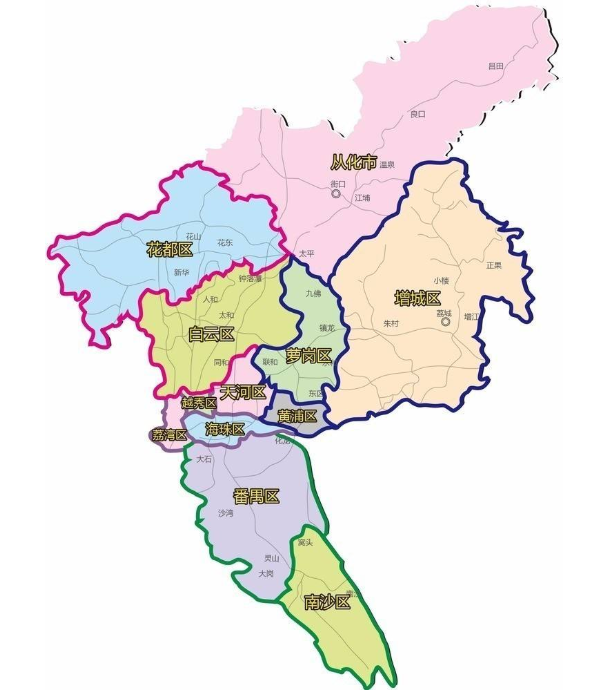 吕田
良口
从化市
温泉
街口
江埔
太平
花都区
花山
花东
新华
钟落潭
人和
太和
白云区
同和
九佛
镇龙
萝岗区
联和
东区
增城区
正果
小楼
荔城
增江
朱村
天河区
越秀区
荔湾区
海珠区
黄浦区
化龙
大石
番禺区
沙湾
灵山
大岗
窝头
南沙区